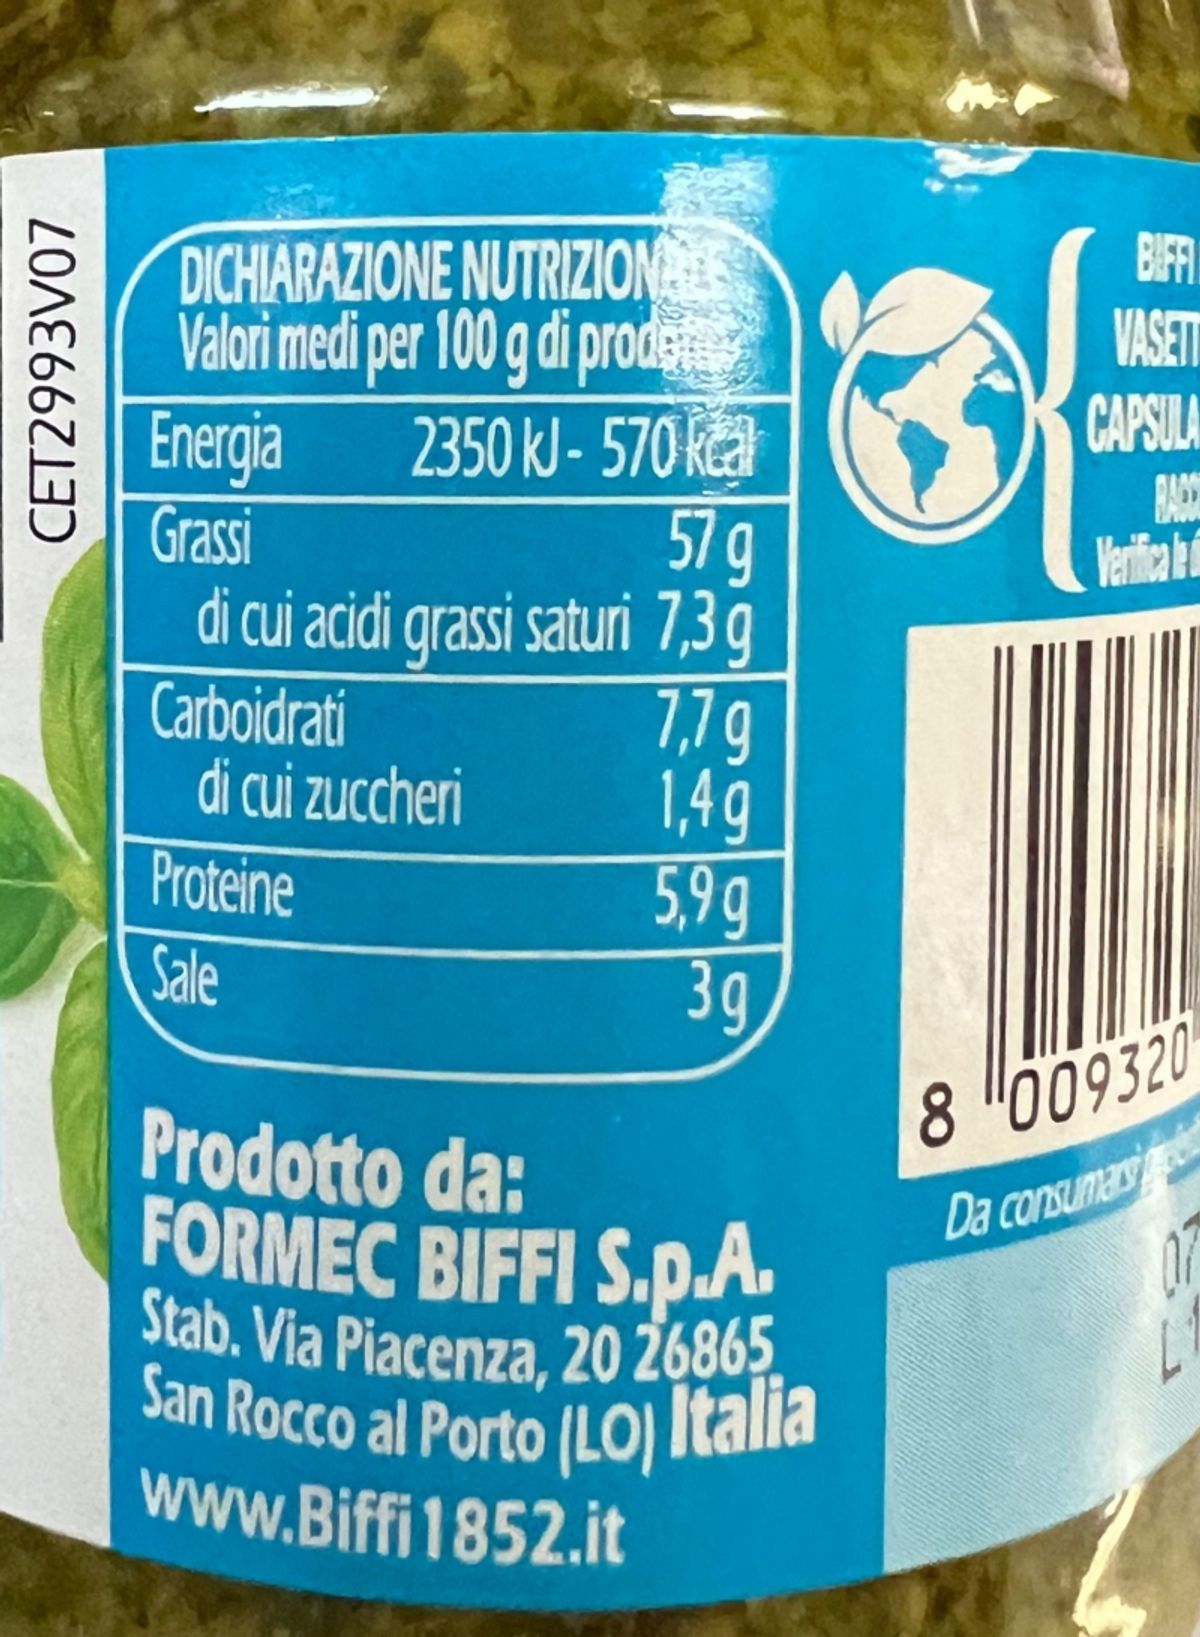 CET2993V07
DICHIARAZIONE NUTRIZIONALE
Valori medi per 100 g di prodotto
Energia 2350 kJ - 570 kcal
Grassi 57 g
di cui acidi grassi saturi 7,3 g
Carboidrati 7,7 g
di cui zuccheri 1,4 g
Proteine 5,9 g
Sale 3 g
Prodotto da:
FORMEC BIFFI S.p.A.
Stab. Via Piacenza, 20 26865
San Rocco al Porto (LO) Italia
www.Biffi1852.it
BIFFI
VASETT
CAPSULA
RACC
Verifica le d
8 009320
Da consumarsi
07
L 1